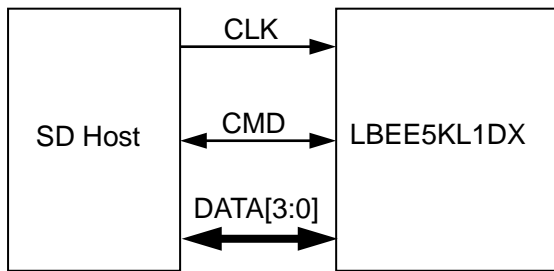 CLK
SD Host
CMD
LBEE5KL1DX
DATA[3:0]